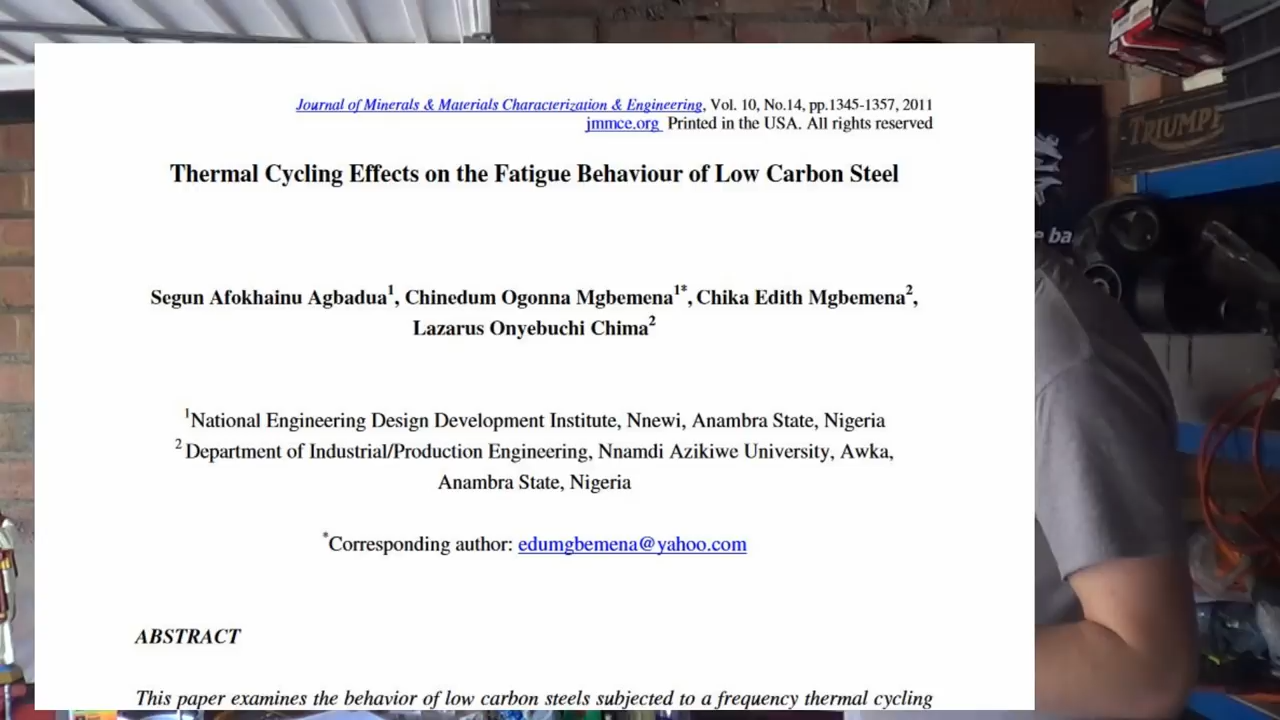 Journal of Minerals & Materials Characterization & Engineering, Vol. 10, No.14, pp.1345-1357, 2011
jmmce.org Printed in the USA. All rights reserved
Thermal Cycling Effects on the Fatigue Behaviour of Low Carbon Steel
Segun Afokhainu Agbadua1, Chinedum Ogonna Mgbemena1*, Chika Edith Mgbemena2,
Lazarus Onyebuchi Chima2
1National Engineering Design Development Institute, Nnewi, Anambra State, Nigeria
2 Department of Industrial/Production Engineering, Nnamdi Azikiwe University, Awka,
Anambra State, Nigeria
*Corresponding author: edumgbemena@yahoo.com
ABSTRACT
This paper examines the behavior of low carbon steels subjected to a frequency thermal cycling
TRIUMP
ba